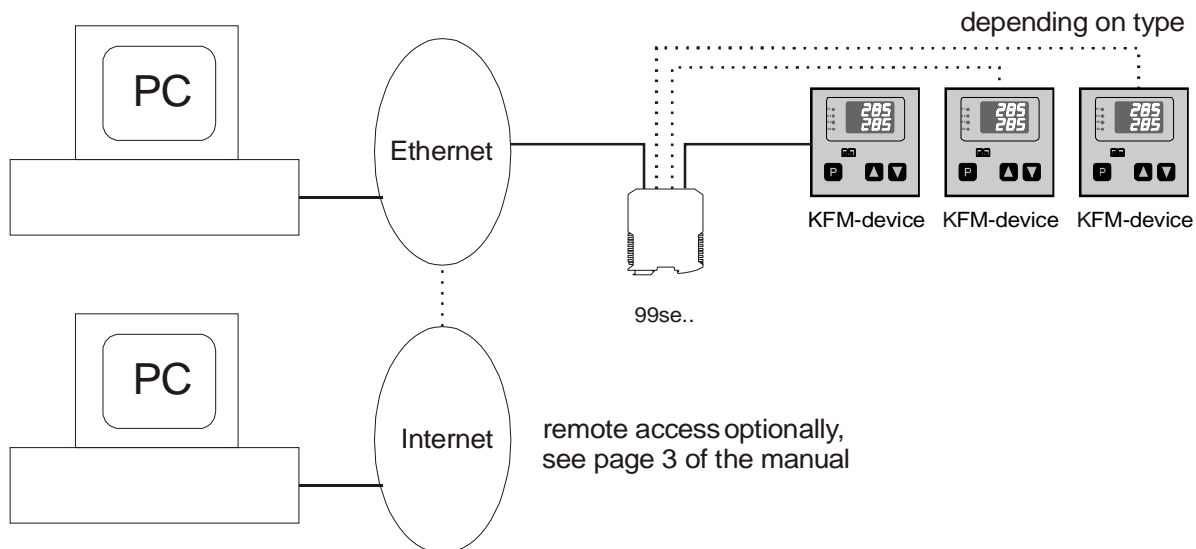 depending on type
PC
Ethernet
285
285
P
285
285
P
285
285
P
KFM-device
KFM-device
KFM-device
99se..
PC
Internet
remote access optionally,
see page 3 of the manual